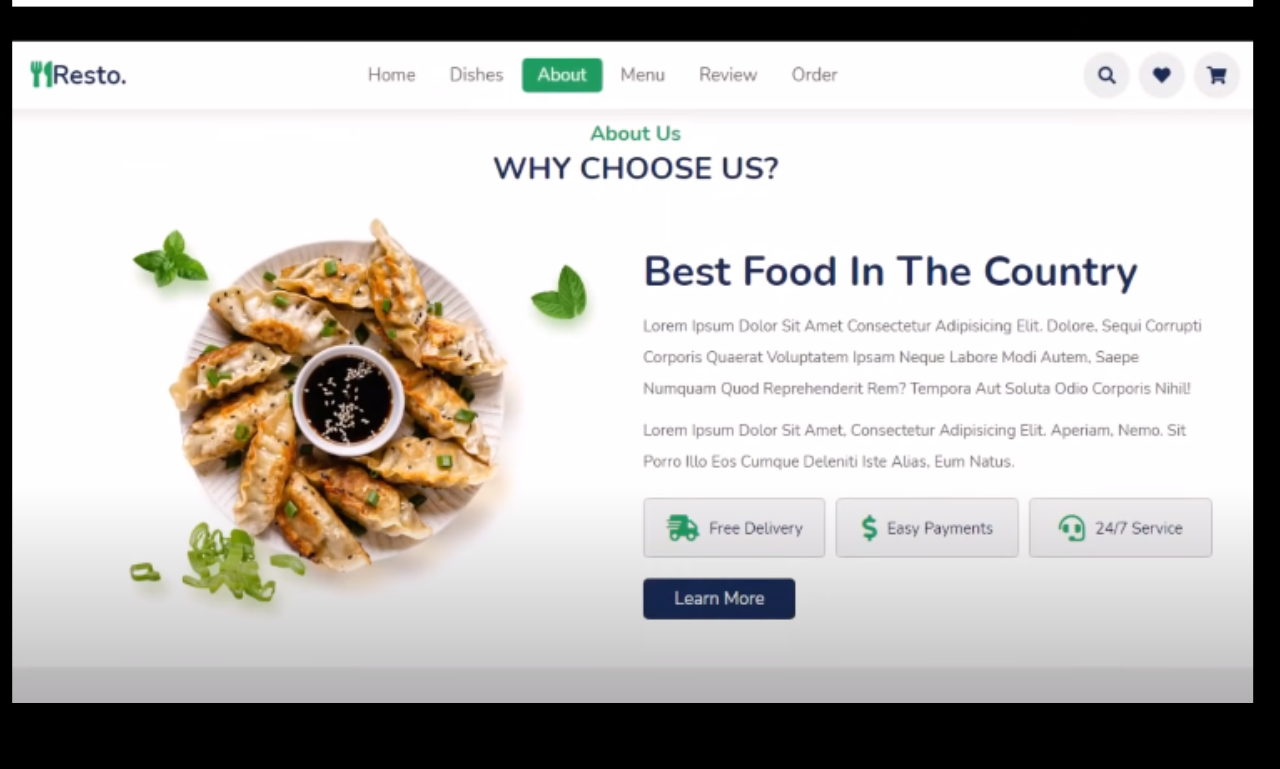 Resto.
Home Dishes About Menu Review Order
About Us
WHY CHOOSE US?
Best Food In The Country
Lorem Ipsum Dolor Sit Amet Consectetur Adipisicing Elit. Dolore, Sequi Corrupti
Corporis Quaerat Voluptatem Ipsam Neque Labore Modi Autem, Saepe
Numquam Quod Reprehenderit Rem? Tempora Aut Soluta Odio Corporis Nihil!
Lorem Ipsum Dolor Sit Amet, Consectetur Adipisicing Elit. Aperiam, Nemo. Sit
Porro Illo Eos Cumque Deleniti Iste Alias, Eum Natus.
Free Delivery Easy Payments 24/7 Service
Learn More